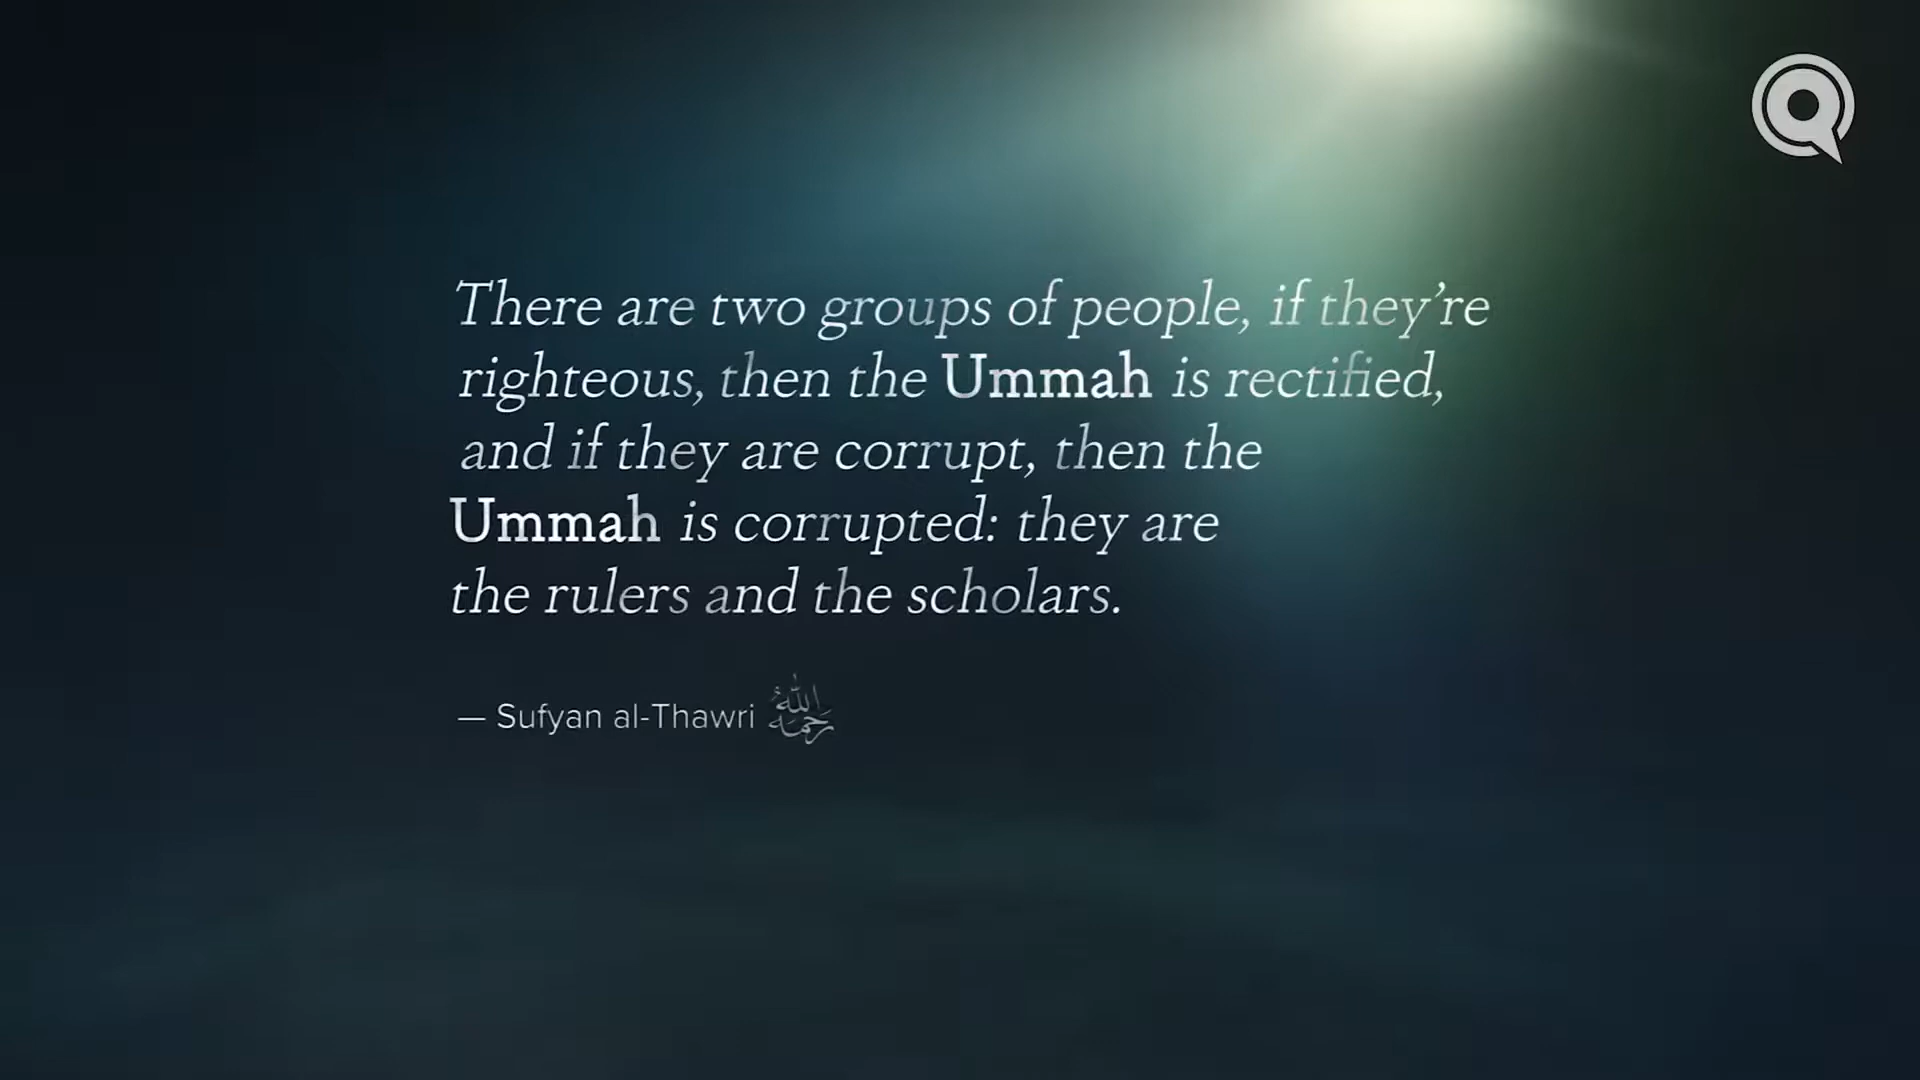 There are two groups of people, if they’re
righteous, then the Ummah is rectified,
and if they are corrupt, then the
Ummah is corrupted: they are
the rulers and the scholars.
— Sufyan al-Thawri رحمه الله